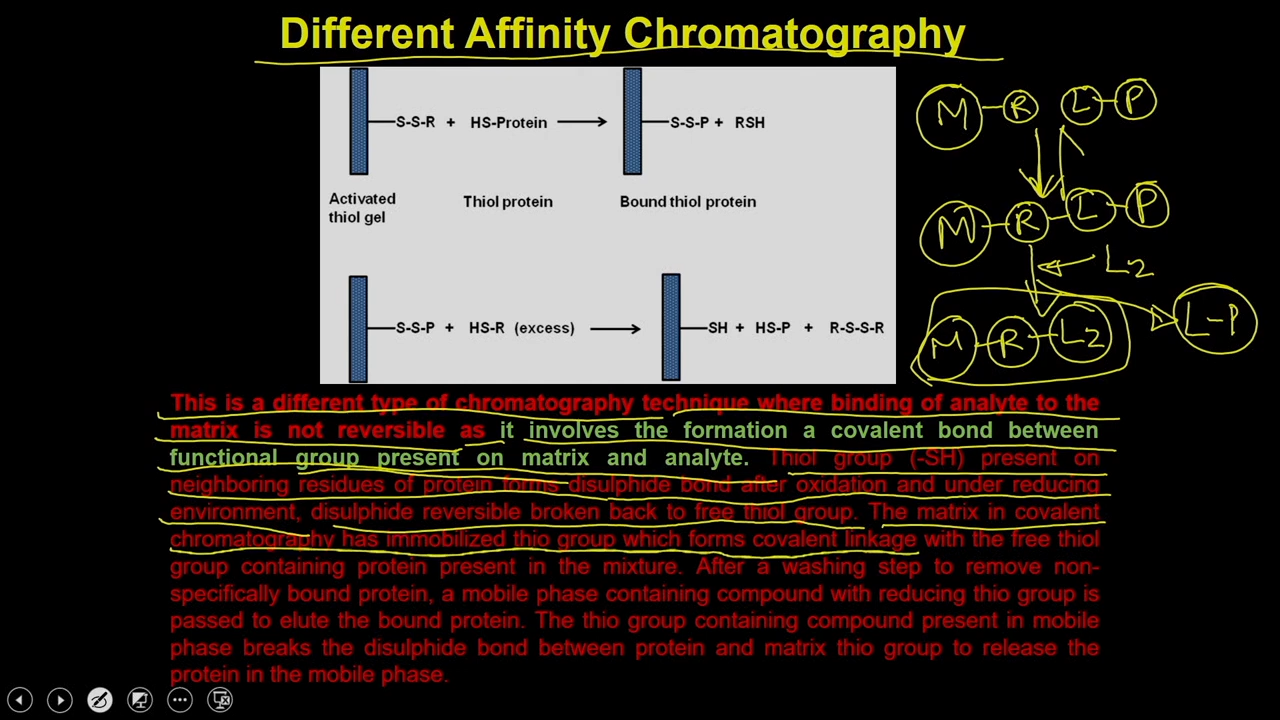 Different Affinity Chromatography
S-S-R + HS-Protein
S-S-P + RSH
Activated
thiol gel
Thiol protein
Bound thiol protein
S-S-P + HS-R (excess)
SH + HS-P + R-S-S-R
M R L P
M R L P
L2
M R L2 L-P
This is a different type of chromatography technique where binding of analyte to the
matrix is not reversible as it involves the formation a covalent bond between
functional group present on matrix and analyte. Thiol group (-SH) present on
neighboring residues of protein forms disulphide bond after oxidation and under reducing
environment, disulphide reversible broken back to free thiol group. The matrix in covalent
chromatography has immobilized thio group which forms covalent linkage with the free thiol
group containing protein present in the mixture. After a washing step to remove non-
specifically bound protein, a mobile phase containing compound with reducing thio group is
passed to elute the bound protein. The thio group containing compound present in mobile
phase breaks the disulphide bond between protein and matrix thio group to release the
protein in the mobile phase.